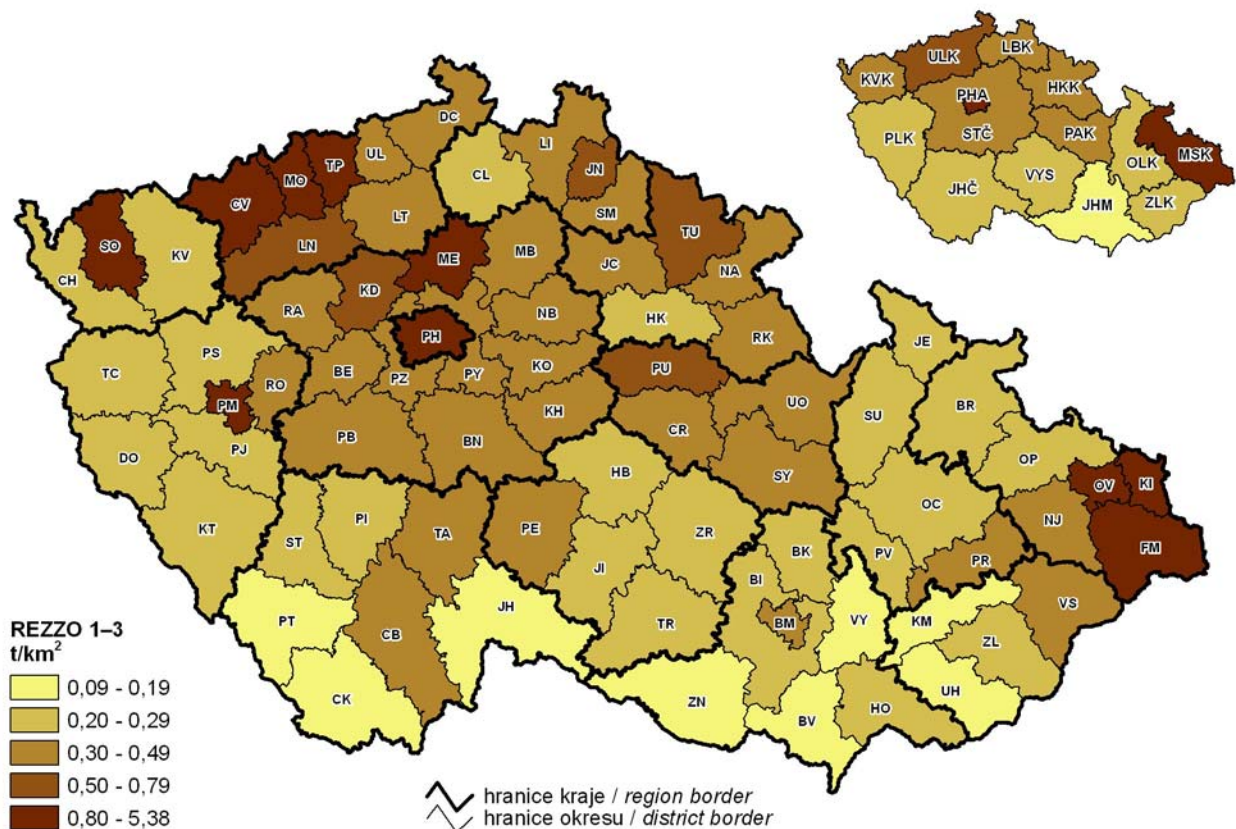 ULK
LBK
KVK
HKK
PHA
STČ
PAK
PLK
MSK
OLK
VYS
JHČ
ZLK
JHM
DC
UL
LI
TP
MO
JN
CL
CV
LT
SM
TU
SO
LN
KV
ME
MB
JC
NA
CH
KD
RA
NB
HK
RK
PH
JE
PS
TC
RO
BE
PZ
PY
KO
PU
UO
PM
KH
SU
BR
PB
BN
CR
DO
PJ
SY
OP
HB
OV
KI
KT
PI
TA
PE
OC
NJ
ST
ZR
FM
BK
PV
PR
JI
BI
JH
VS
PT
CB
TR
BM
VY
KM
ZL
CK
ZN
UH
BV
HO
REZZO 1–3
t/km²
0,09 - 0,19
0,20 - 0,29
0,30 - 0,49
0,50 - 0,79
0,80 - 5,38
hranice kraje / region border
hranice okresu / district border